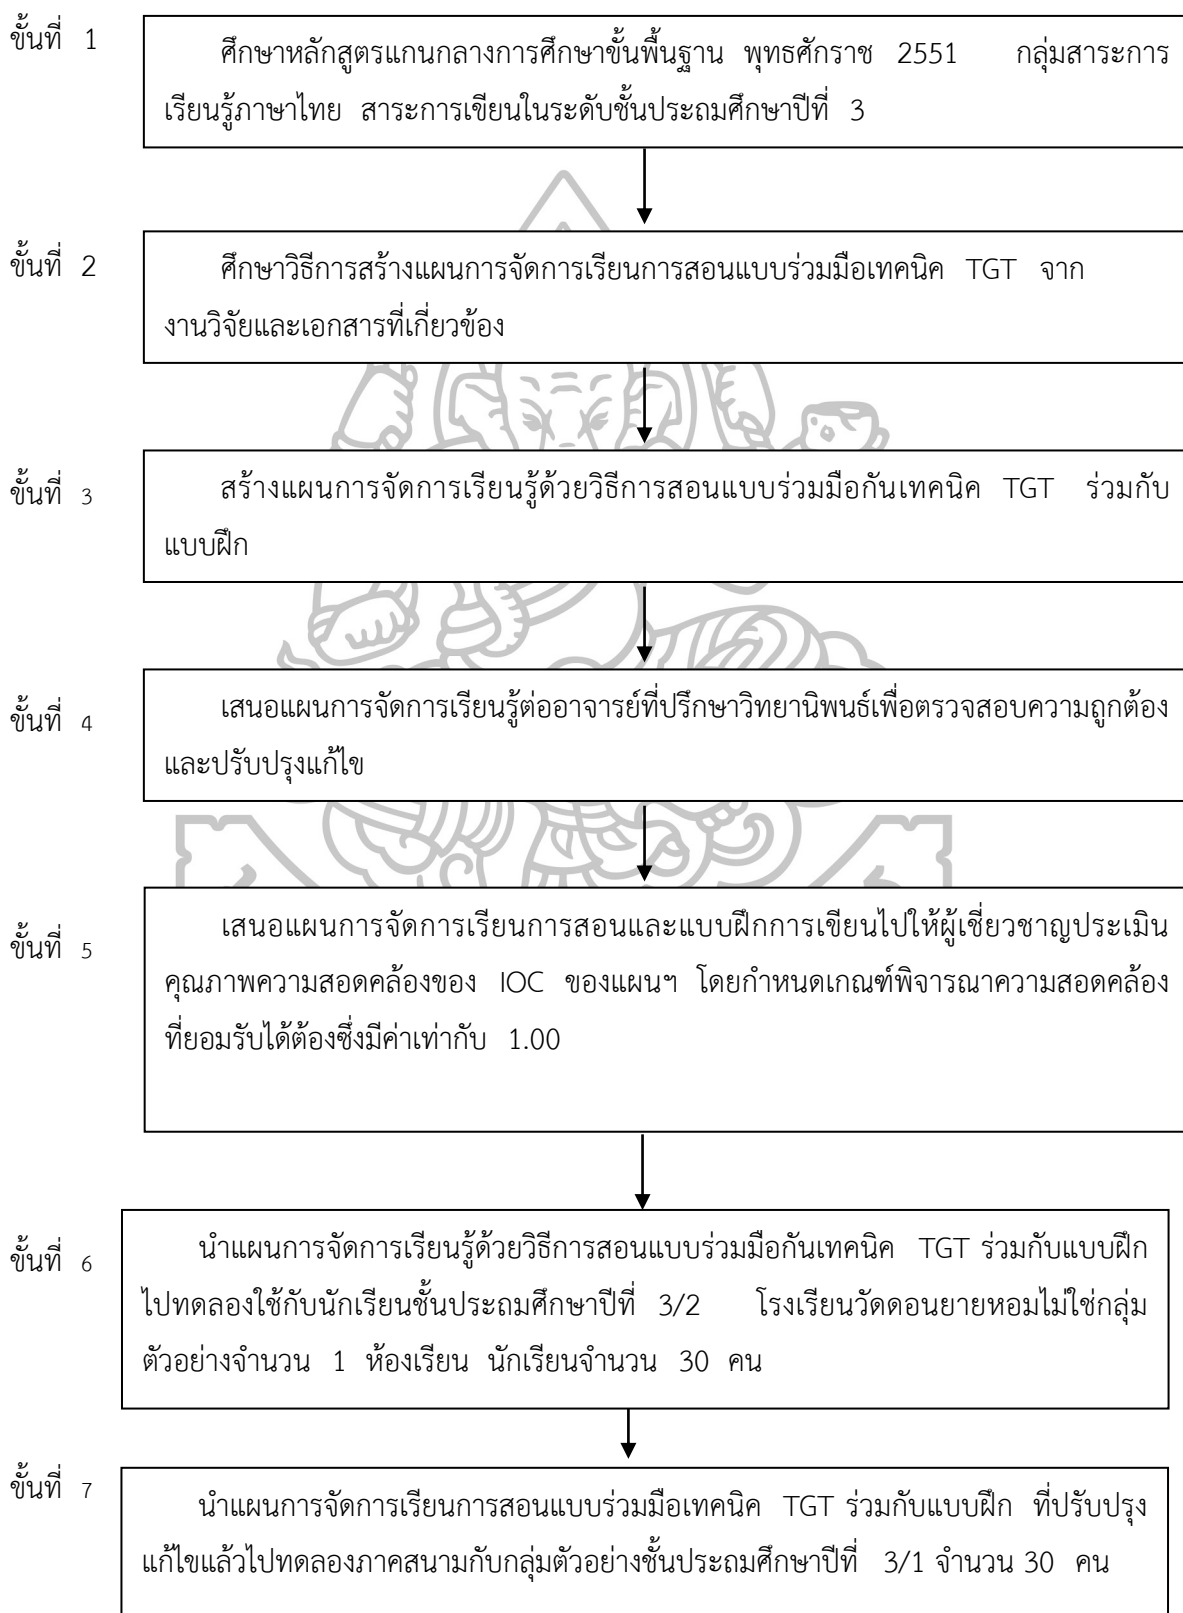 ขั้นที่ 1
ศึกษาหลักสูตรแกนกลางการศึกษาขั้นพื้นฐาน พุทธศักราช 2551 กลุ่มสาระการ
เรียนรู้ภาษาไทย สาระการเขียนในระดับชั้นประถมศึกษาปีที่ 3
ขั้นที่ 2
ศึกษาวิธีการสร้างแผนการจัดการเรียนการสอนแบบร่วมมือเทคนิค TGT จาก
งานวิจัยและเอกสารที่เกี่ยวข้อง
ขั้นที่ 3
สร้างแผนการจัดการเรียนรู้ด้วยวิธีการสอนแบบร่วมมือกันเทคนิค TGT ร่วมกับ
แบบฝึก
ขั้นที่ 4
เสนอแผนการจัดการเรียนรู้ต่ออาจารย์ที่ปรึกษาวิทยานิพนธ์เพื่อตรวจสอบความถูกต้อง
และปรับปรุงแก้ไข
ขั้นที่ 5
เสนอแผนการจัดการเรียนการสอนและแบบฝึกการเขียนไปให้ผู้เชี่ยวชาญประเมิน
คุณภาพความสอดคล้องของ IOC ของแผนฯ โดยกำหนดเกณฑ์พิจารณาความสอดคล้อง
ที่ยอมรับได้ต้องซึ่งมีค่าเท่ากับ 1.00
ขั้นที่ 6
นำแผนการจัดการเรียนรู้ด้วยวิธีการสอนแบบร่วมมือกันเทคนิค TGT ร่วมกับแบบฝึก
ไปทดลองใช้กับนักเรียนชั้นประถมศึกษาปีที่ 3/2 โรงเรียนวัดดอนยายหอมไม่ใช่กลุ่ม
ตัวอย่างจำนวน 1 ห้องเรียน นักเรียนจำนวน 30 คน
ขั้นที่ 7
นำแผนการจัดการเรียนการสอนแบบร่วมมือเทคนิค TGT ร่วมกับแบบฝึก ที่ปรับปรุง
แก้ไขแล้วไปทดลองภาคสนามกับกลุ่มตัวอย่างชั้นประถมศึกษาปีที่ 3/1 จำนวน 30 คน